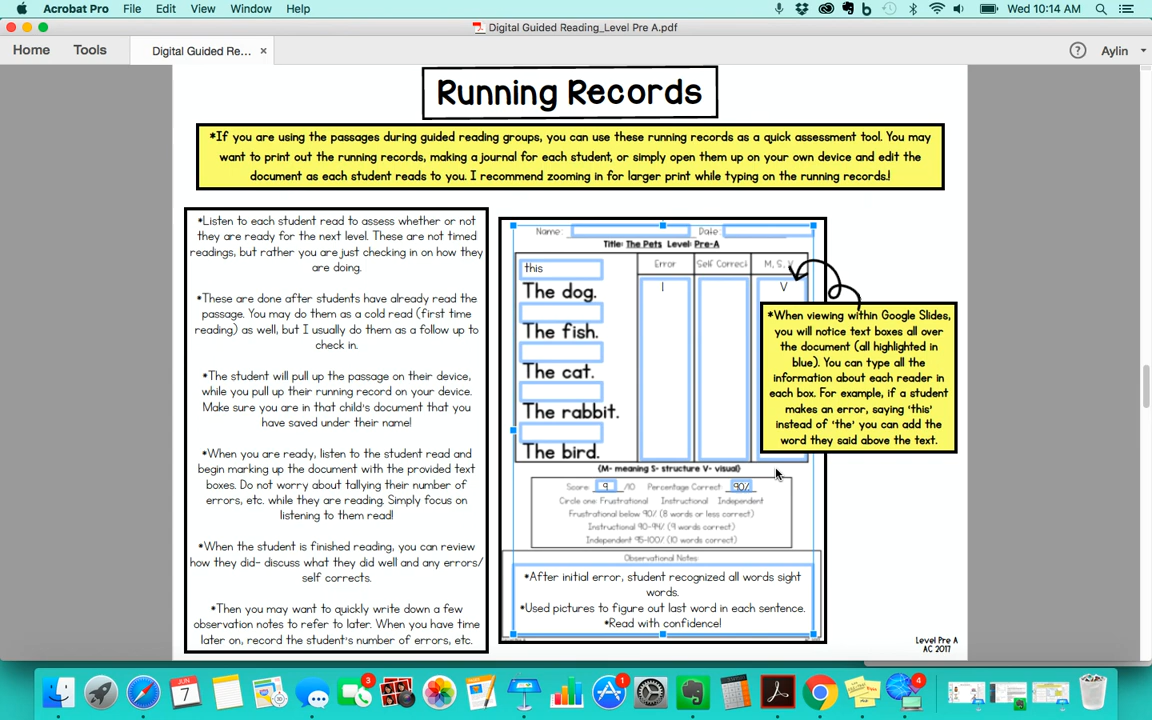 Acrobat Pro File Edit View Window Help
Wed 10:14 AM
Digital Guided Reading_Level Pre A.pdf
Home Tools
Digital Guided Re... ×
? Aylin
Running Records
*If you are using the passages during guided reading groups, you can use these running records as a quick assessment tool. You may
want to print out the running records, making a journal for each student, or simply open them up on your own device and edit the
document as each student reads to you. I recommend zooming in for larger print while typing on the running records!
*Listen to each student read to assess whether or not
they are ready for the next level. These are not timed
readings, but rather you are just checking in on how they
are doing.
*These are done after students have already read the
passage. You may do them as a cold read (first time
reading) as well, but I usually do them as a follow up to
check in.
*The student will pull up the passage on their device,
while you pull up their running record on your device.
Make sure you are in that child's document that you
have saved under their name!
*When you are ready, listen to the student read and
begin marking up the document with the provided text
boxes. Do not worry about tallying their number of
errors, etc. while they are reading. Simply focus on
listening to them read!
*When the student is finished reading, you can review
how they did- discuss what they did well and any errors/
self corrects.
*Then you may want to quickly write down a few
observation notes to refer to later. When you have time
later on, record the student's number of errors, etc.
Name: Date
Title: The Pets Level: Pre-A
Error Self Correct M, S, V
this
The dog. I V
The fish.
The cat.
The rabbit.
The bird.
(M- meaning S- structure V- visual)
Score: 9 /10 Percentage Correct: 90%
Circle one: Frustrational Instructional Independent
Frustrational below 90% (8 words or less correct)
Instructional 90-94% (9 words correct)
Independent 95-100% (10 words correct)
Observational Notes:
*After initial error, student recognized all words sight
words.
*Used pictures to figure out last word in each sentence.
*Read with confidence!
*When viewing within Google Slides,
you will notice text boxes all over
the document (all highlighted in
blue). You can type all the
information about each reader in
each box. For example, if a student
makes an error, saying 'this'
instead of 'the' you can add the
word they said above the text.
Level Pre A
AC 2017
JUN
7
3
1
4